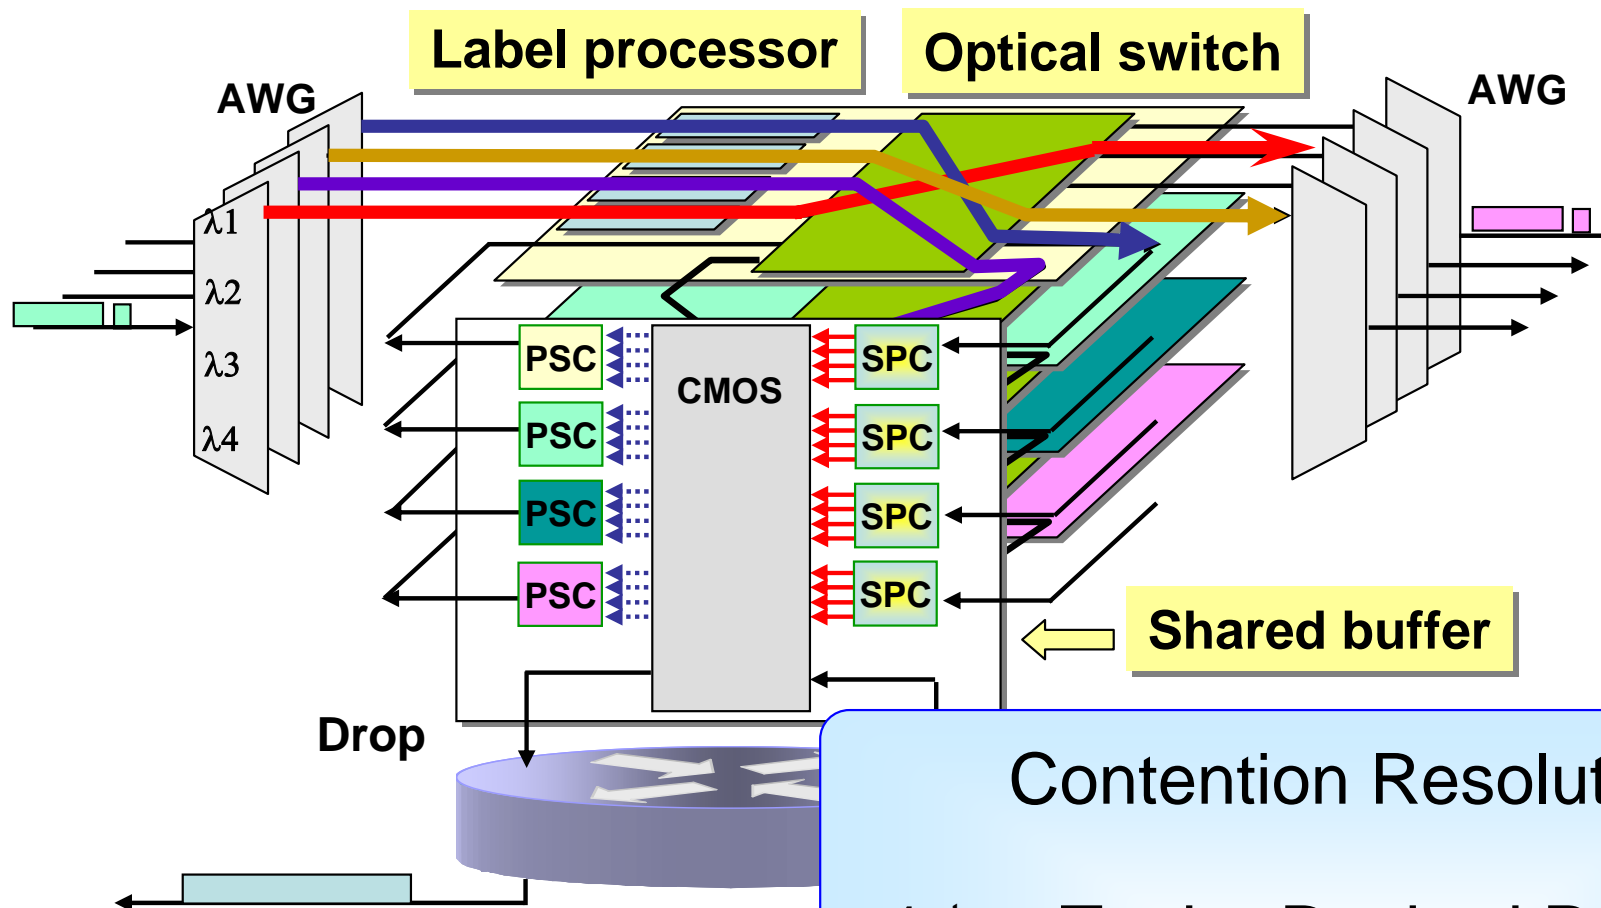 Label processor
Optical switch
AWG
AWG
λ1
λ2
λ3
λ4
PSC
CMOS
SPC
PSC
SPC
PSC
SPC
PSC
SPC
Shared buffer
Drop
Contention